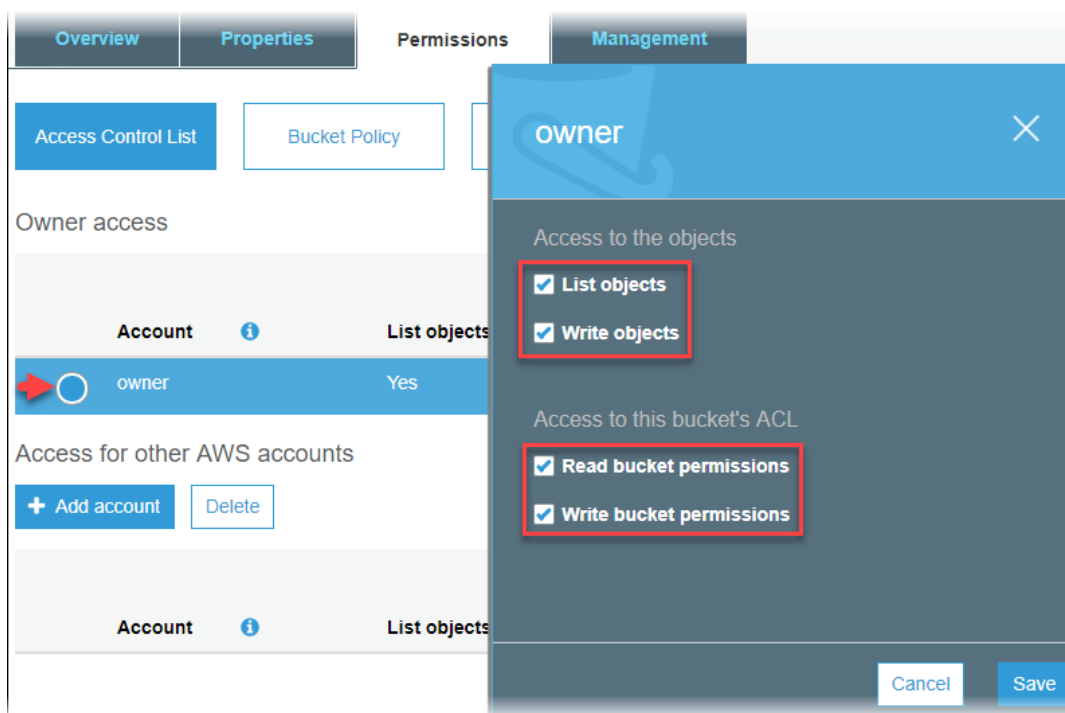 Overview Properties Permissions Management
Access Control List Bucket Policy
Owner access
Account List objects
owner Yes
Access for other AWS accounts
+ Add account Delete
Account List objects
owner
Access to the objects
List objects
Write objects
Access to this bucket's ACL
Read bucket permissions
Write bucket permissions
Cancel Save